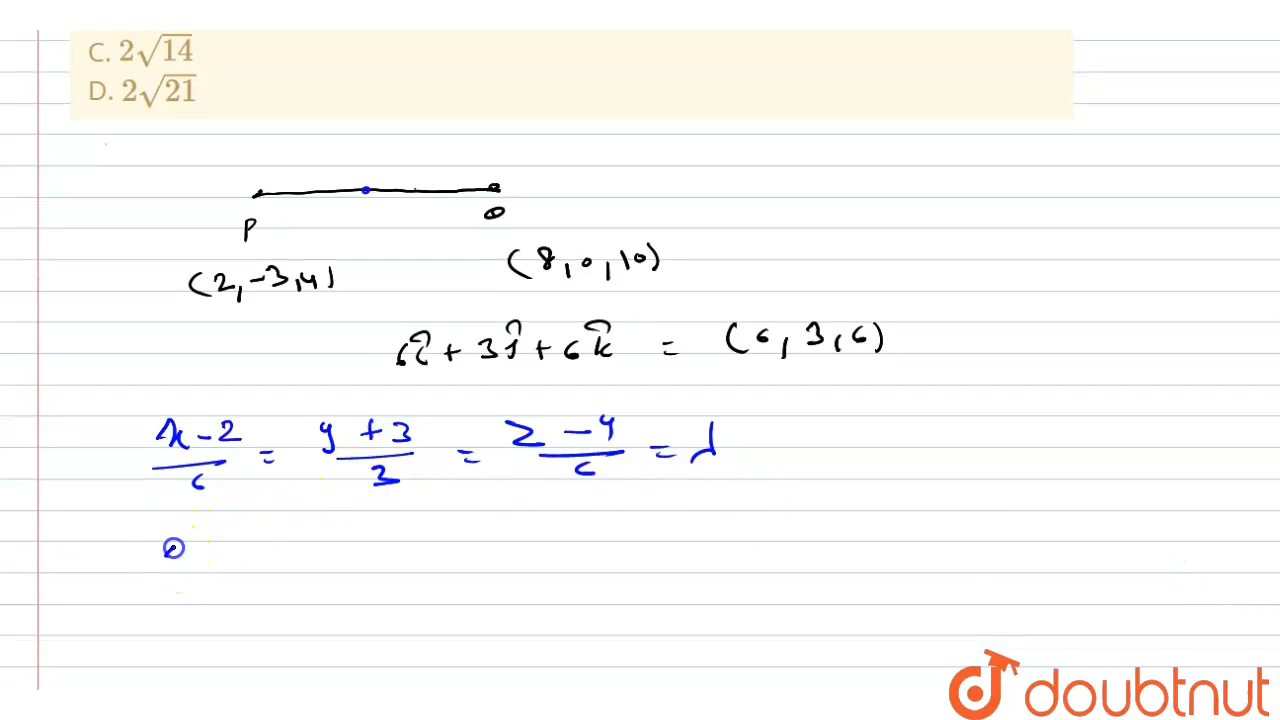 C. 2√14
D. 2√21
P
Q
(2,-3,4)
(8,0,10)
6î + 3ĵ + 6k̂ = (6, 3, 6)
x-2/6 = y+3/3 = z-4/6 = λ
doubtnut